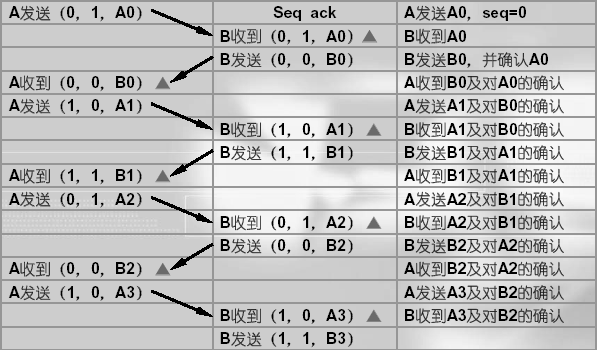 A发送（0，1，A0） Seq ack A发送A0，seq=0
B收到（0，1，A0）▲ B收到A0
B发送（0，0，B0） B发送B0，并确认A0
A收到（0，0，B0）▲ A收到B0及对A0的确认
A发送（1，0，A1） A发送A1及对B0的确认
B收到（1，0，A1）▲ B收到A1及对B0的确认
B发送（1，1，B1） B发送B1及对A1的确认
A收到（1，1，B1）▲ A收到B1及对A1的确认
A发送（0，1，A2） A发送A2及对B1的确认
B收到（0，1，A2）▲ B收到A2及对B1的确认
B发送（0，0，B2） B发送B2及对A2的确认
A收到（0，0，B2）▲ A收到B2及对A2的确认
A发送（1，0，A3） A发送A3及对B2的确认
B收到（1，0，A3）▲ B收到A3及对B2的确认
B发送（1，1，B3）